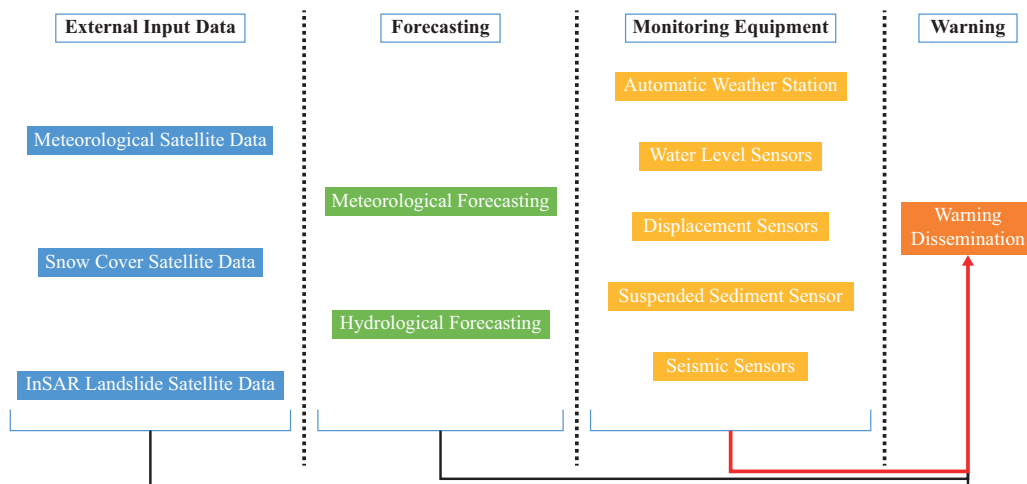 External Input Data
Forecasting
Monitoring Equipment
Warning
Meteorological Satellite Data
Snow Cover Satellite Data
InSAR Landslide Satellite Data
Meteorological Forecasting
Hydrological Forecasting
Automatic Weather Station
Water Level Sensors
Displacement Sensors
Suspended Sediment Sensor
Seismic Sensors
Warning
Dissemination